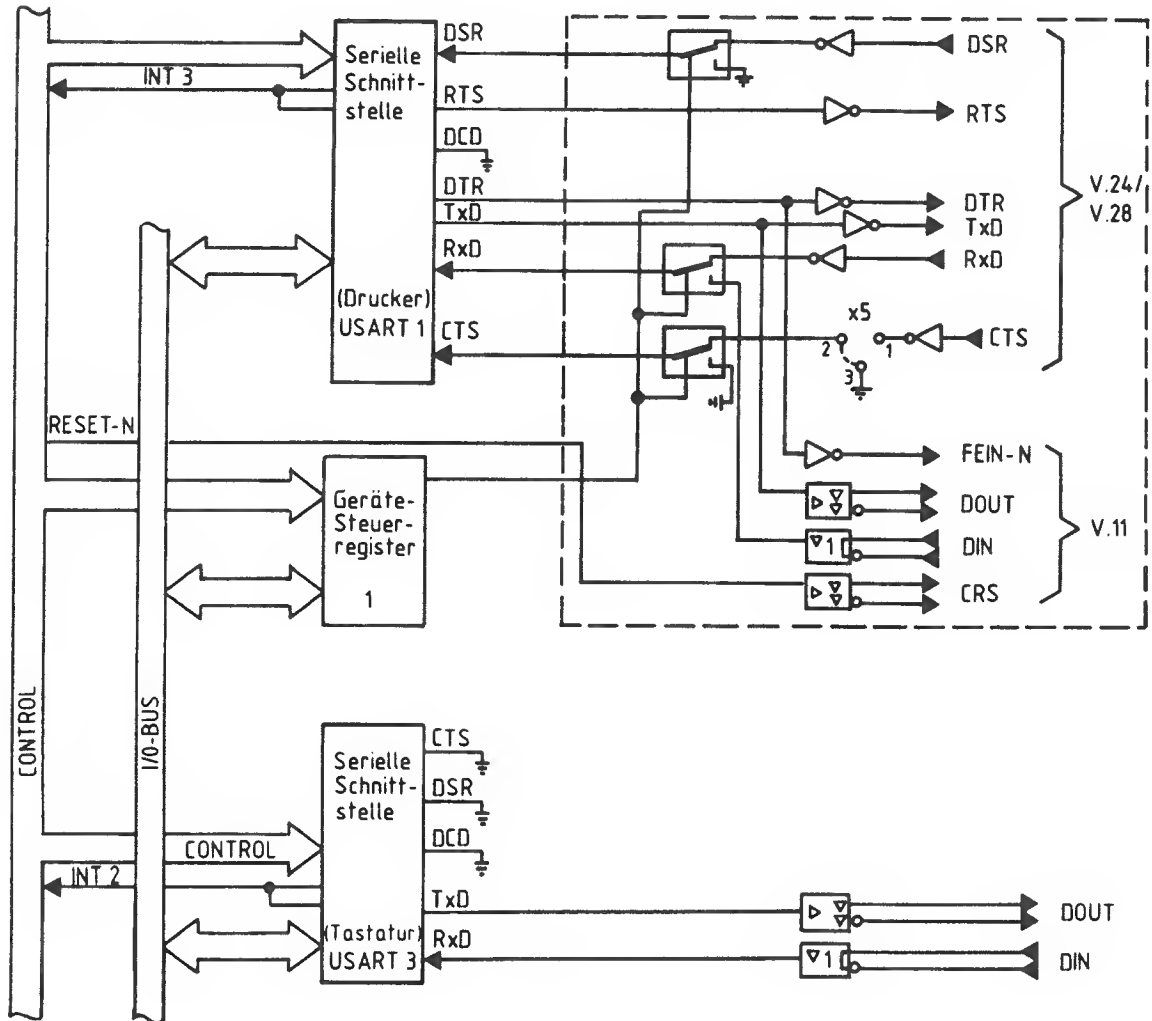 DSR
DSR
Serielle
Schnitt-
stelle
INT 3
RTS
RTS
DCD
V.24/
V.28
DTR
DTR
TxD
TxD
RxD
RxD
(Drucker)
USART 1
x5
CTS
2
1
CTS
3
RESET-N
FEIN-N
Geräte-
Steuer-
register
1
DOUT
V.11
1
DIN
CRS
CONTROL
I/O-BUS
Serielle
Schnitt-
stelle
CTS
DSR
DCD
CONTROL
INT 2
TxD
DOUT
(Tastatur)
USART 3
RxD
1
DIN